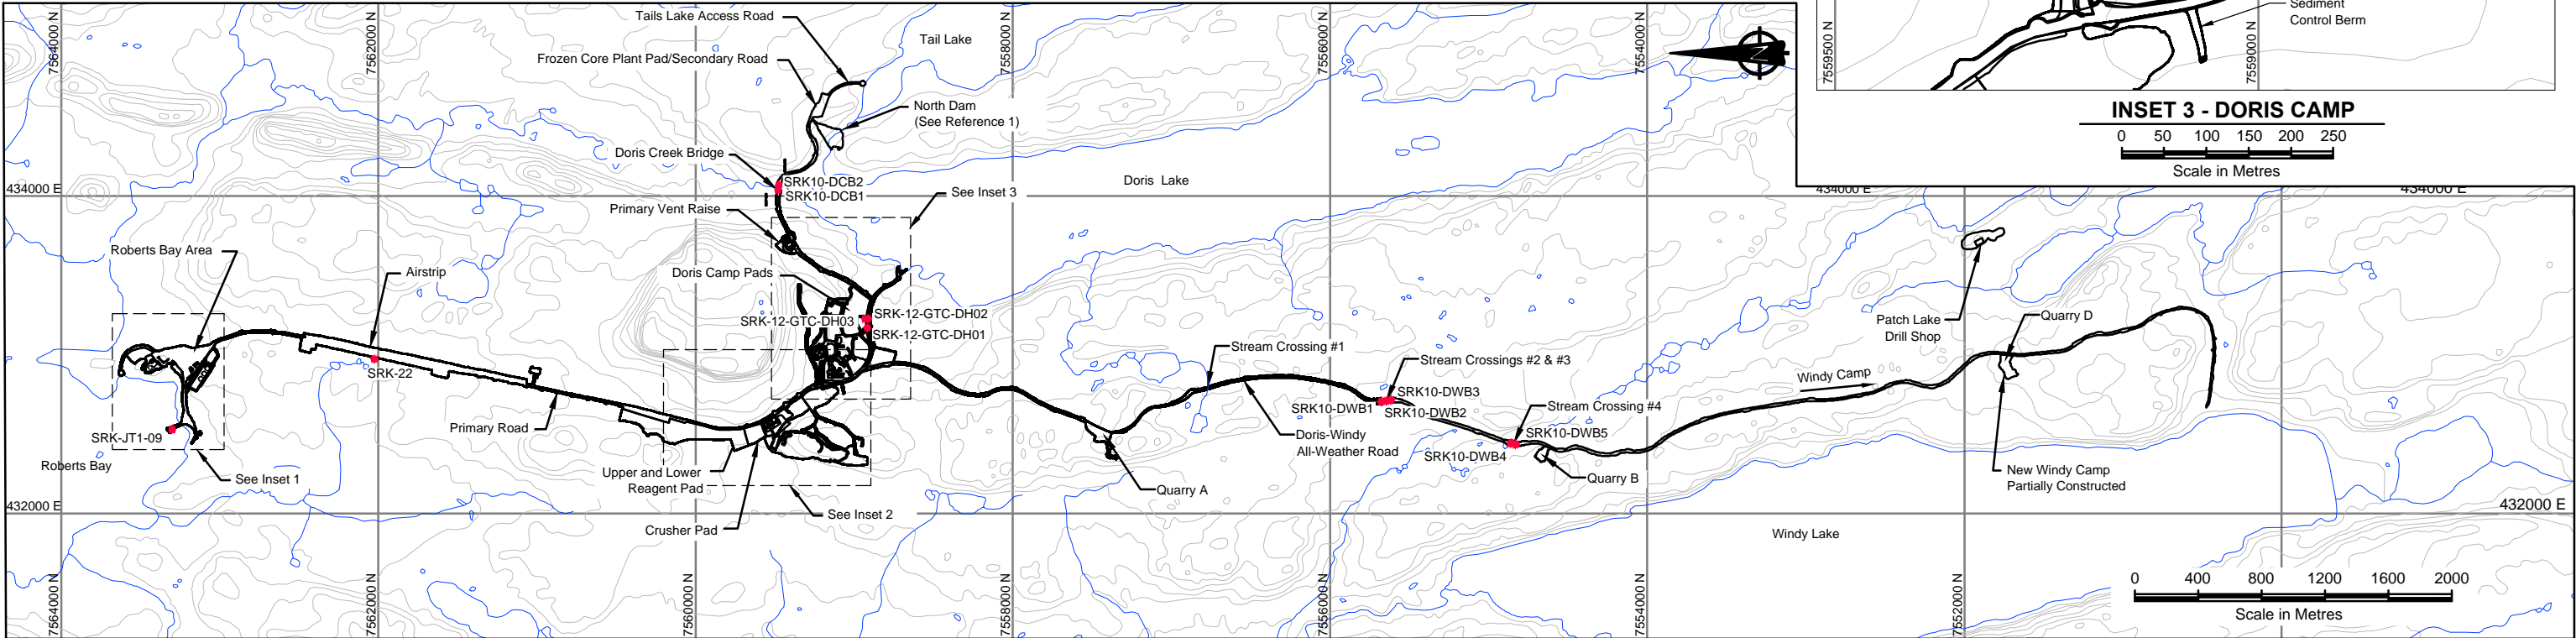 7564000 N
7562000 N
Tails Lake Access Road
Tail Lake
7558000 N
7556000 N
7554000 N
Frozen Core Plant Pad/Secondary Road
North Dam
(See Reference 1)
N
Sediment
Control Berm
7559500 N
7559000 N
INSET 3 - DORIS CAMP
0 50 100 150 200 250
Scale in Metres
Doris Creek Bridge
434000 E
SRK10-DCB2
SRK10-DCB1
Doris Lake
434000 E
434000 E
See Inset 3
Primary Vent Raise
Roberts Bay Area
Airstrip
Doris Camp Pads
SRK-12-GTC-DH03
SRK-12-GTC-DH02
SRK-12-GTC-DH01
Patch Lake
Drill Shop
Quarry D
Stream Crossing #1
Stream Crossings #2 & #3
SRK-22
Windy Camp
SRK10-DWB3
SRK10-DWB1
SRK10-DWB2
Stream Crossing #4
SRK10-DWB5
SRK10-DWB4
Primary Road
SRK-JT1-09
Doris-Windy
All-Weather Road
Roberts Bay
See Inset 1
Upper and Lower
Reagent Pad
Quarry A
Quarry B
New Windy Camp
Partially Constructed
432000 E
See Inset 2
432000 E
Crusher Pad
Windy Lake
7564000 N
7562000 N
7560000 N
7558000 N
7556000 N
7554000 N
7552000 N
0 400 800 1200 1600 2000
Scale in Metres